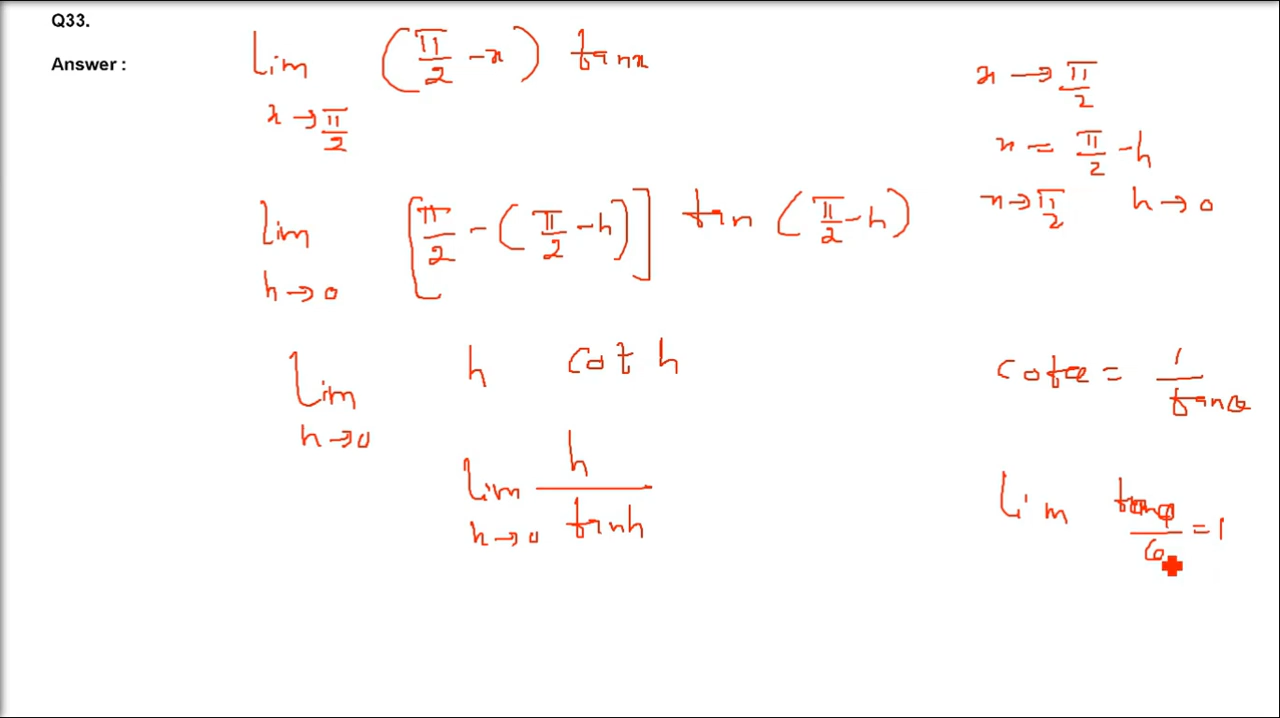 Q33.
Answer :
lim (π/2 - x) tan x
x → π/2
lim [π/2 - (π/2 - h)] tan (π/2 - h)
h → 0
lim h cot h
h → 0
lim h/tan h
h → 0
x → π/2
x = π/2 - h
x → π/2 h → 0
cot θ = 1/tan θ
lim tan θ/θ = 1